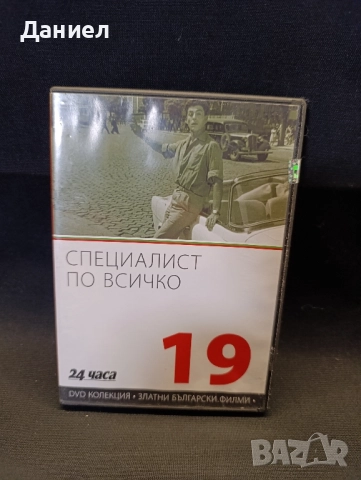 Даниел
СПЕЦИАЛИСТ
ПО ВСИЧКО
19
24 часа
DVD КОЛЕКЦИЯ • ЗЛАТНИ БЪЛГАРСКИ ФИЛМИ •
BAZAR